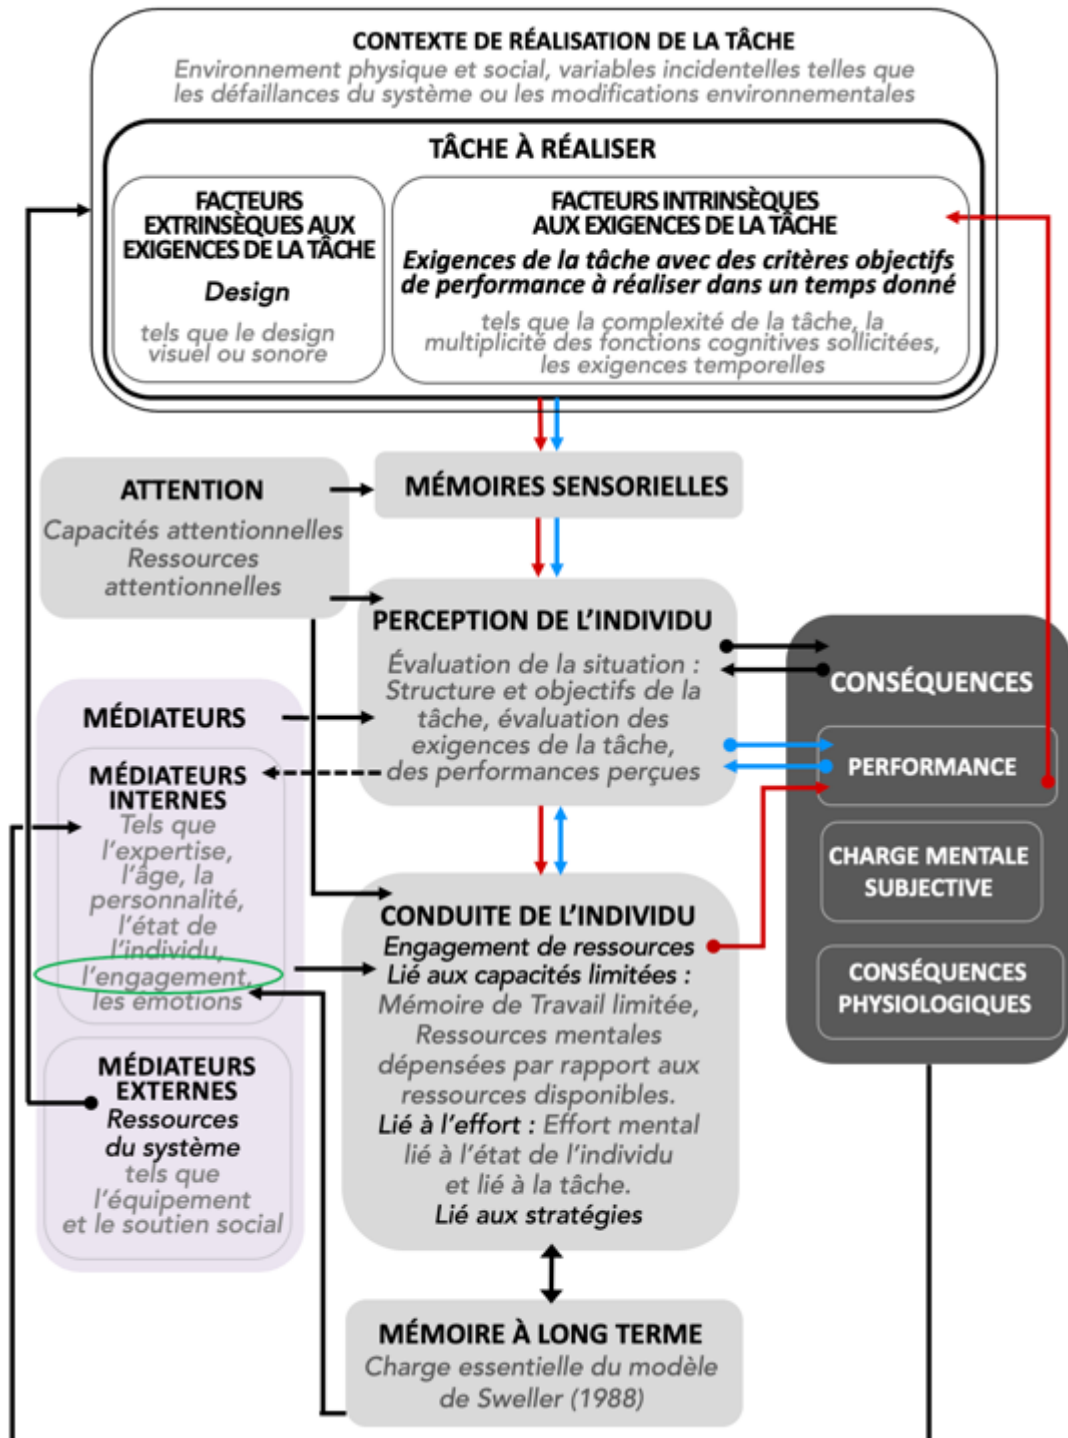 CONTEXTE DE RÉALISATION DE LA TÂCHE
Environnement physique et social, variables incidentelles telles que
les défaillances du système ou les modifications environnementales
TÂCHE À RÉALISER
FACTEURS
EXTRINSÈQUES AUX
EXIGENCES DE LA TÂCHE
Design
tels que le design
visuel ou sonore
FACTEURS INTRINSÈQUES
AUX EXIGENCES DE LA TÂCHE
Exigences de la tâche avec des critères objectifs
de performance à réaliser dans un temps donné
tels que la complexité de la tâche, la
multiplicité des fonctions cognitives sollicitées,
les exigences temporelles
ATTENTION
Capacités attentionnelles
Ressources
attentionnelles
MÉMOIRES SENSORIELLES
PERCEPTION DE L'INDIVIDU
Évaluation de la situation :
Structure et objectifs de la
tâche, évaluation des
exigences de la tâche,
des performances perçues
MÉDIATEURS
MÉDIATEURS
INTERNES
Tels que
l'expertise,
l'âge, la
personnalité,
l'état de
l'individu,
l'engagement,
les émotions
MÉDIATEURS
EXTERNES
Ressources
du système
tels que
l'équipement
et le soutien social
CONDUITE DE L'INDIVIDU
Engagement de ressources
Lié aux capacités limitées :
Mémoire de Travail limitée,
Ressources mentales
dépensées par rapport aux
ressources disponibles.
Lié à l'effort : Effort mental
lié à l'état de l'individu
et lié à la tâche.
Lié aux stratégies
CONSÉQUENCES
PERFORMANCE
CHARGE MENTALE
SUBJECTIVE
CONSÉQUENCES
PHYSIOLOGIQUES
MÉMOIRE À LONG TERME
Charge essentielle du modèle
de Sweller (1988)